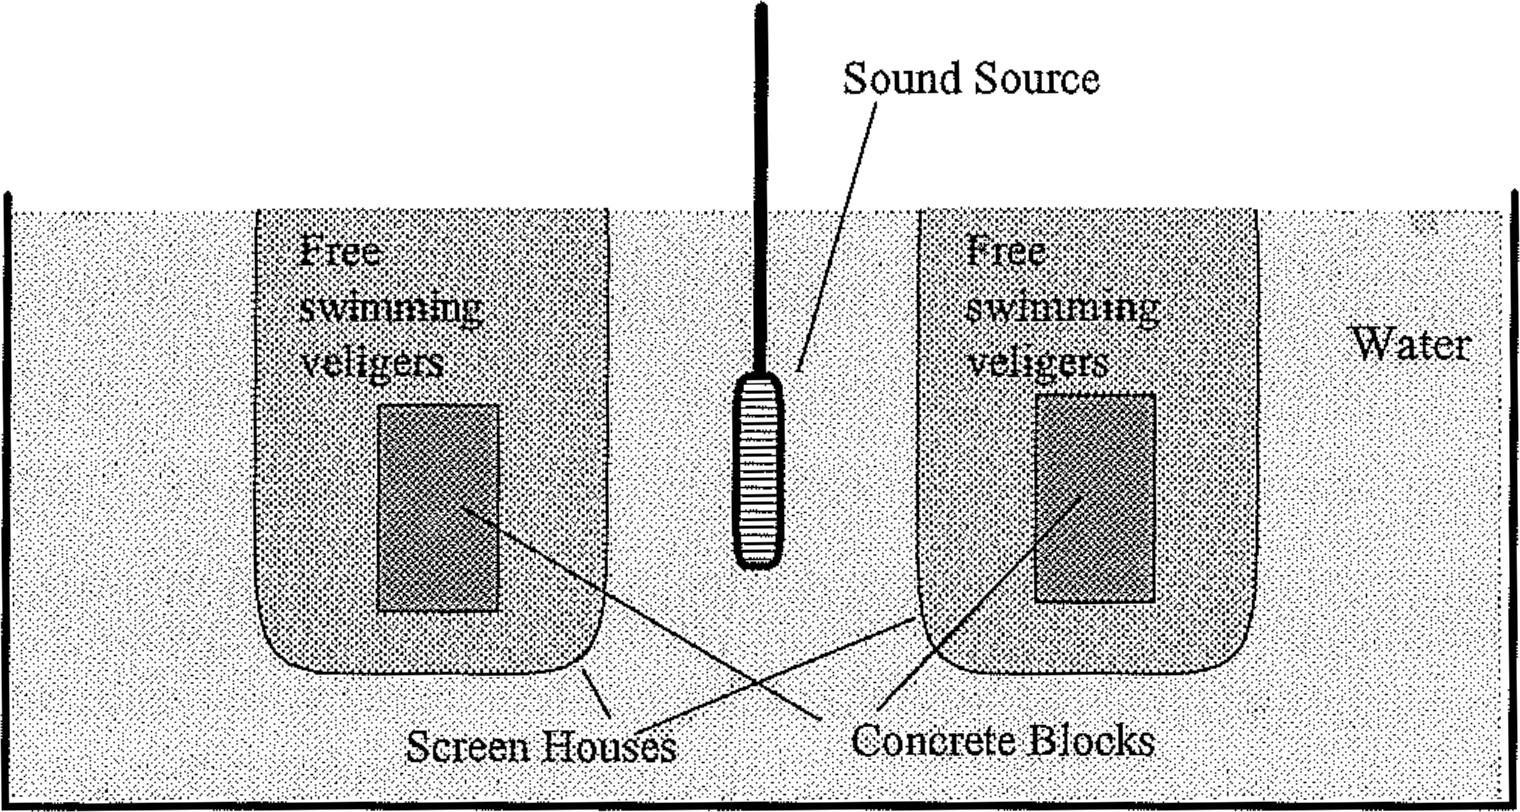 Sound Source
Free
swimming
veligers
Free
swimming
veligers
Water
Screen Houses
Concrete Blocks